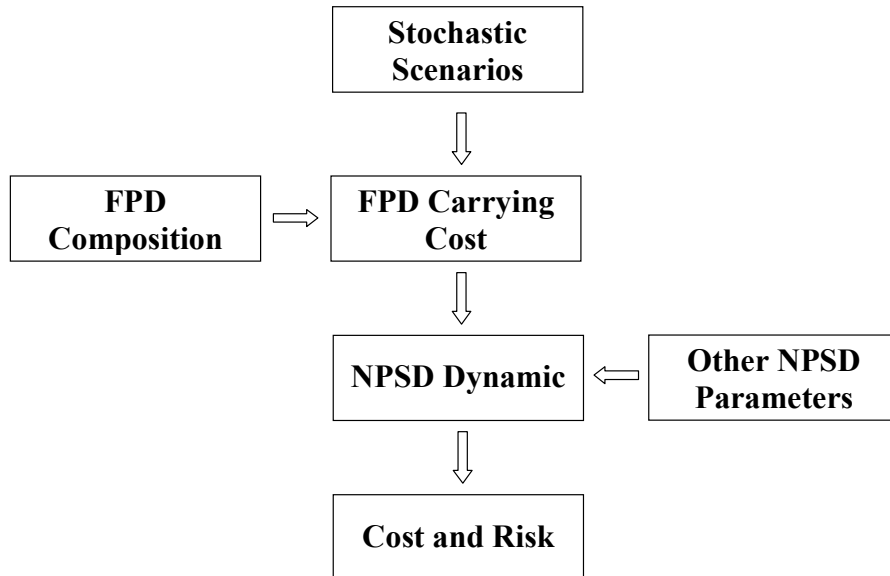 Stochastic
Scenarios
FPD
Composition
FPD Carrying
Cost
NPSD Dynamic
Other NPSD
Parameters
Cost and Risk